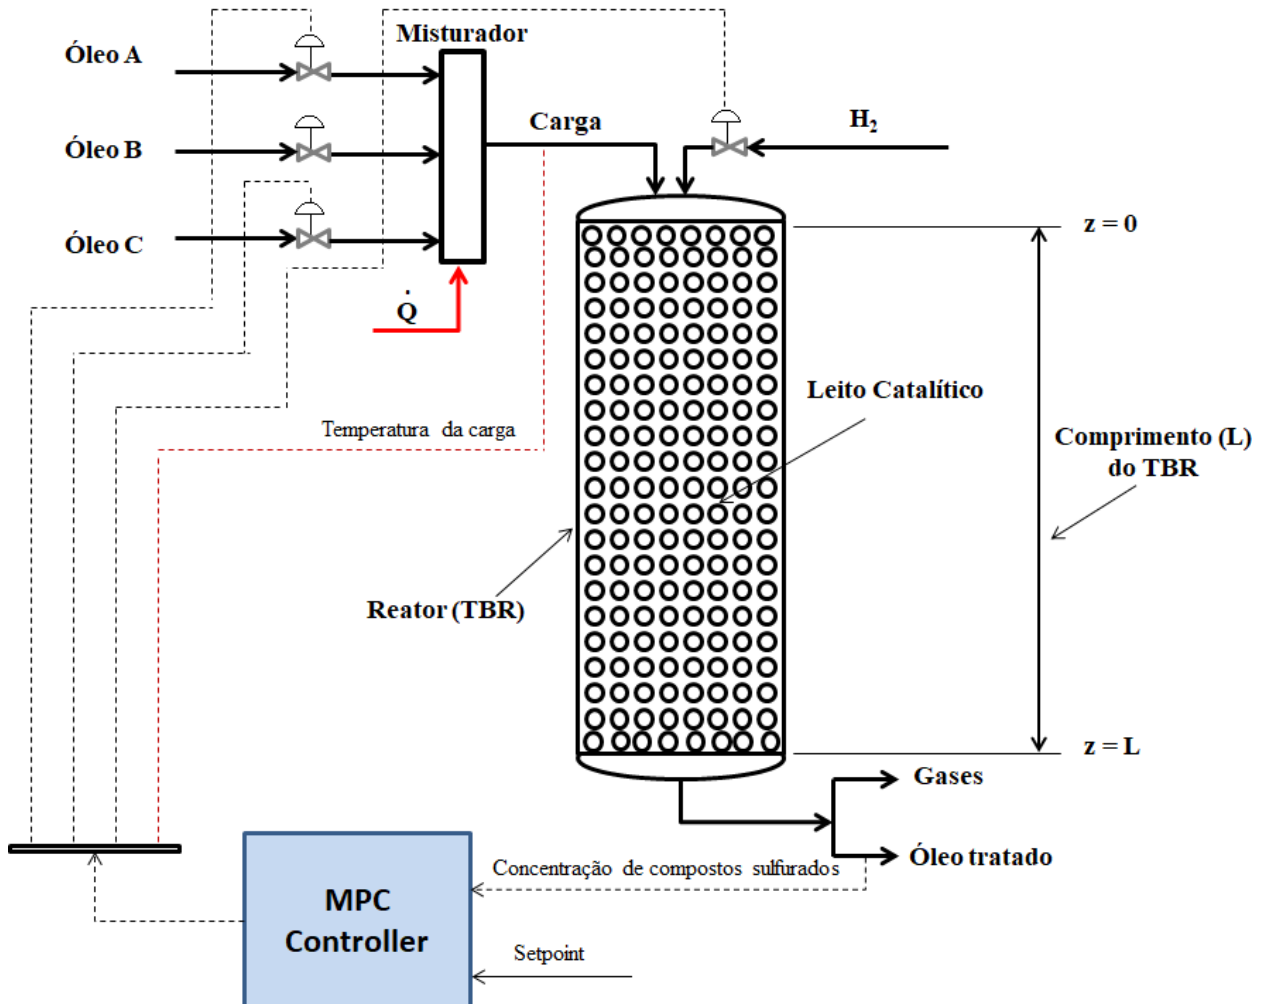 Misturador
Óleo A
Carga
H₂
Óleo B
Óleo C
z = 0
Q̇
Leito Catalítico
Temperatura da carga
Comprimento (L)
do TBR
Reator (TBR)
z = L
Gases
Óleo tratado
Concentração de compostos sulfurados
MPC
Controller
Setpoint